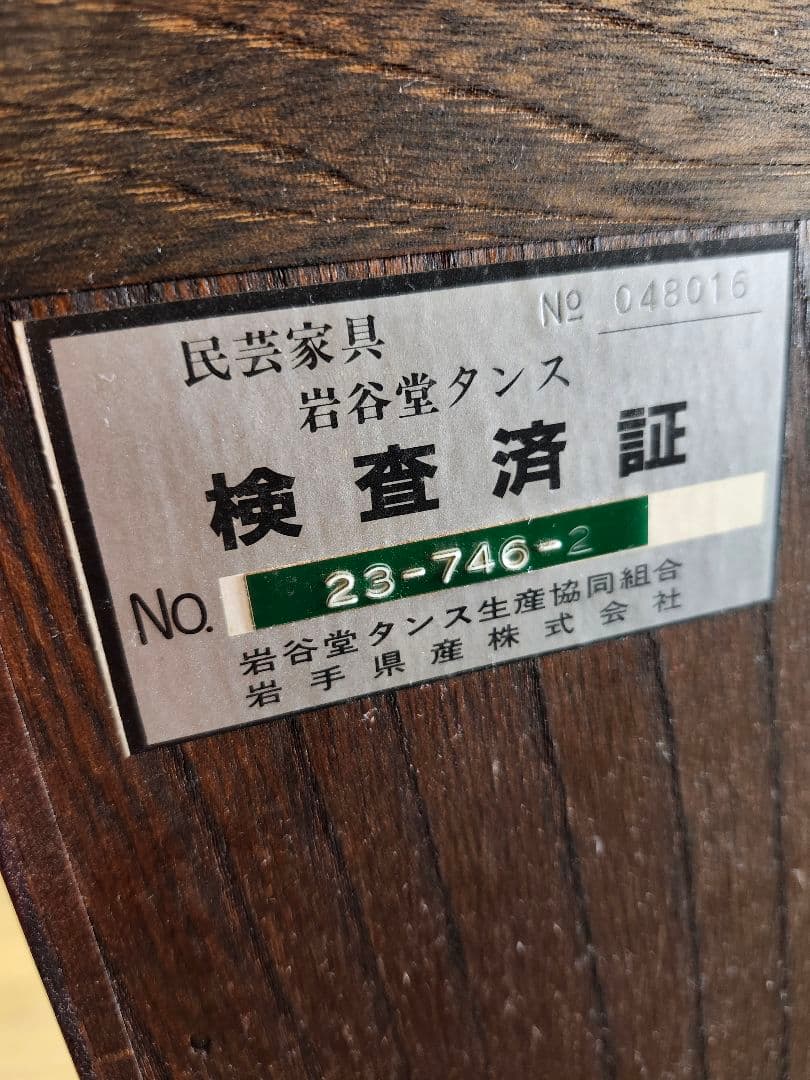 № 048016
民芸家具
岩谷堂タンス
検査済証
No. 23-746-2
岩谷堂タンス生産協同組合
岩手県産株式会社